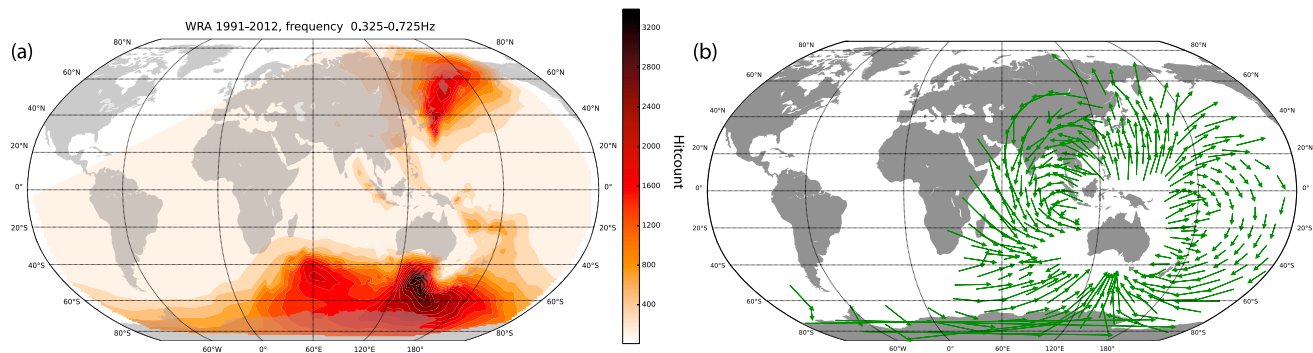 WRA 1991-2012, frequency 0.325-0.725Hz
(a)
80°N 80°N
60°N 60°N
40°N 40°N
20°N 20°N
0° 0°
20°S 20°S
40°S 40°S
60°S 60°S
80°S 80°S
60°W 0° 60°E 120°E 180°
3200
2800
2400
2000
1600
1200
800
400
Hitcount
(b)
80°N 80°N
60°N 60°N
40°N 40°N
20°N 20°N
0° 0°
20°S 20°S
40°S 40°S
60°S 60°S
80°S 80°S
60°W 0° 60°E 120°E 180°